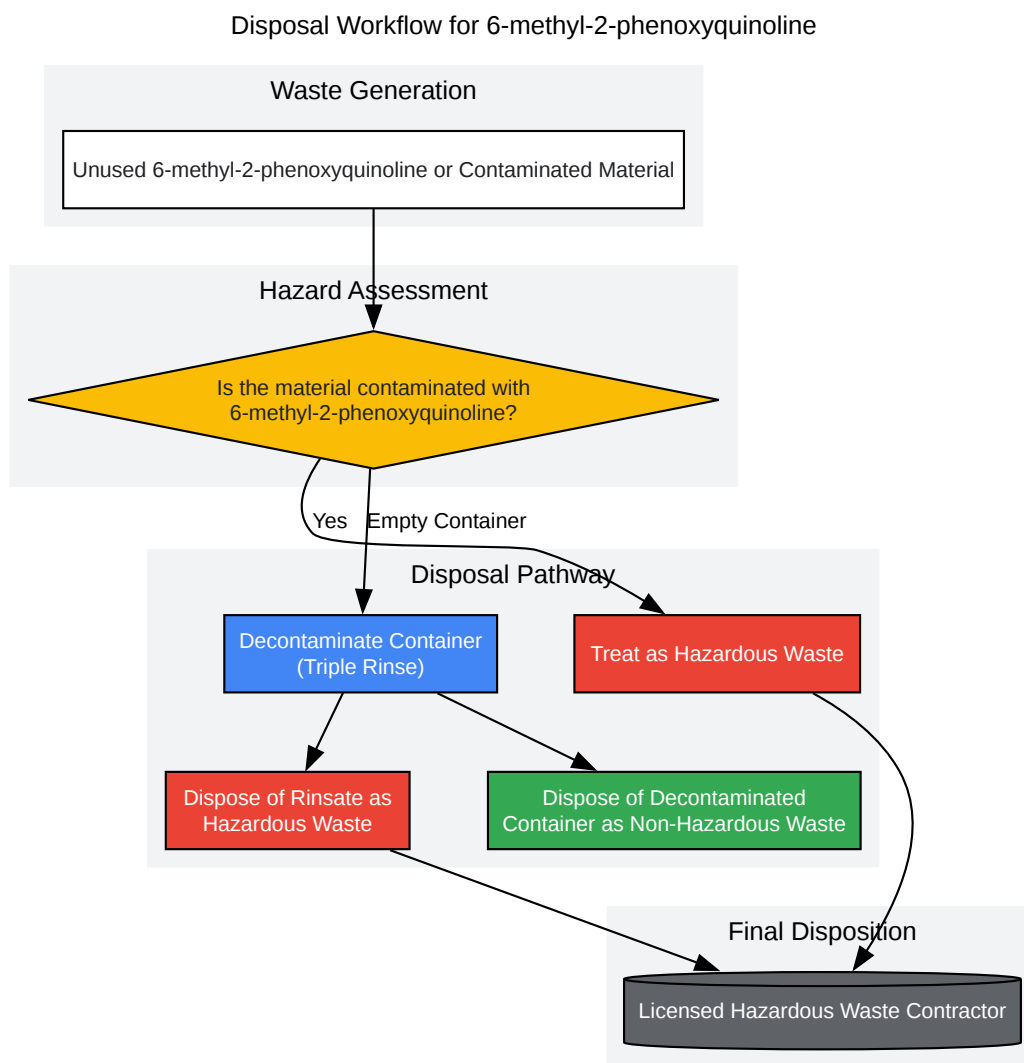 Disposal Workflow for 6-methyl-2-phenoxyquinoline
Waste Generation
Unused 6-methyl-2-phenoxyquinoline or Contaminated Material
Hazard Assessment
Is the material contaminated with
6-methyl-2-phenoxyquinoline?
Yes
Empty Container
Disposal Pathway
Decontaminate Container
(Triple Rinse)
Treat as Hazardous Waste
Dispose of Rinsate as
Hazardous Waste
Dispose of Decontaminated
Container as Non-Hazardous Waste
Final Disposition
Licensed Hazardous Waste Contractor